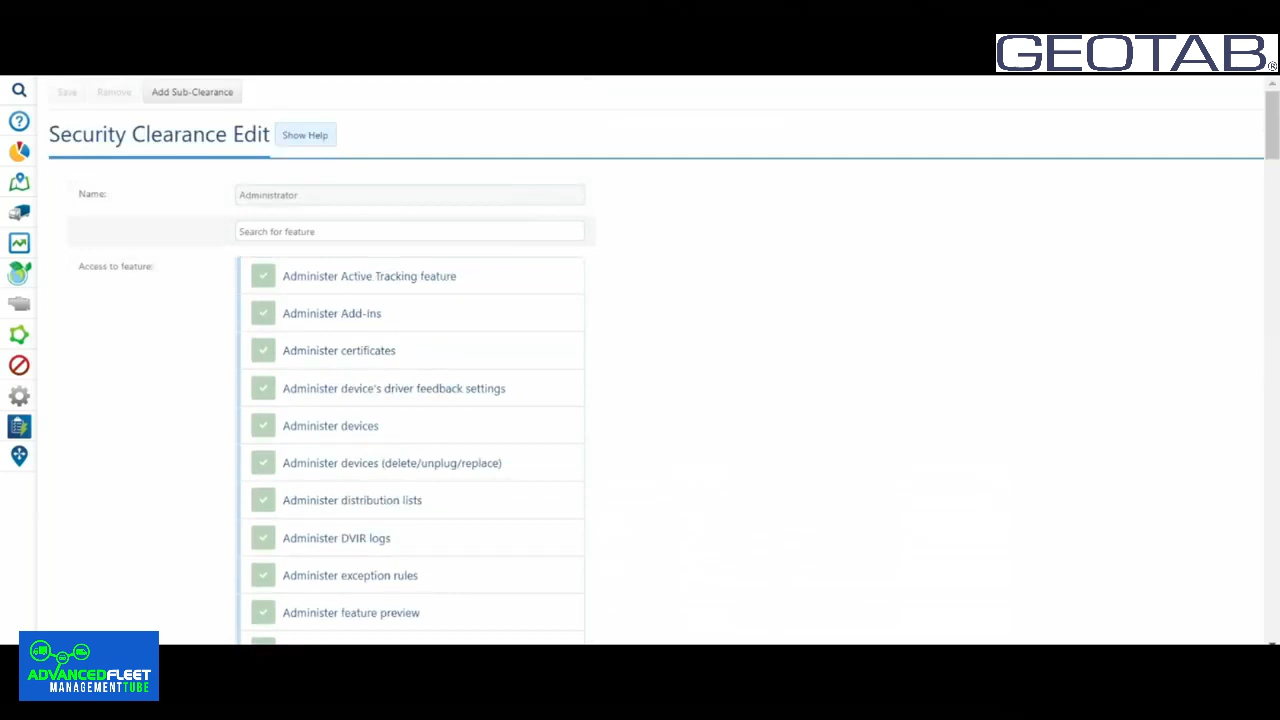 GEOTAB®
Save Remove Add Sub-Clearance
Security Clearance Edit Show Help
Name: Administrator
Search for feature
Access to feature:
Administer Active Tracking feature
Administer Add-Ins
Administer certificates
Administer device's driver feedback settings
Administer devices
Administer devices (delete/unplug/replace)
Administer distribution lists
Administer DVIR logs
Administer exception rules
Administer feature preview
ADVANCEDFLEET
MANAGEMENTTUBE